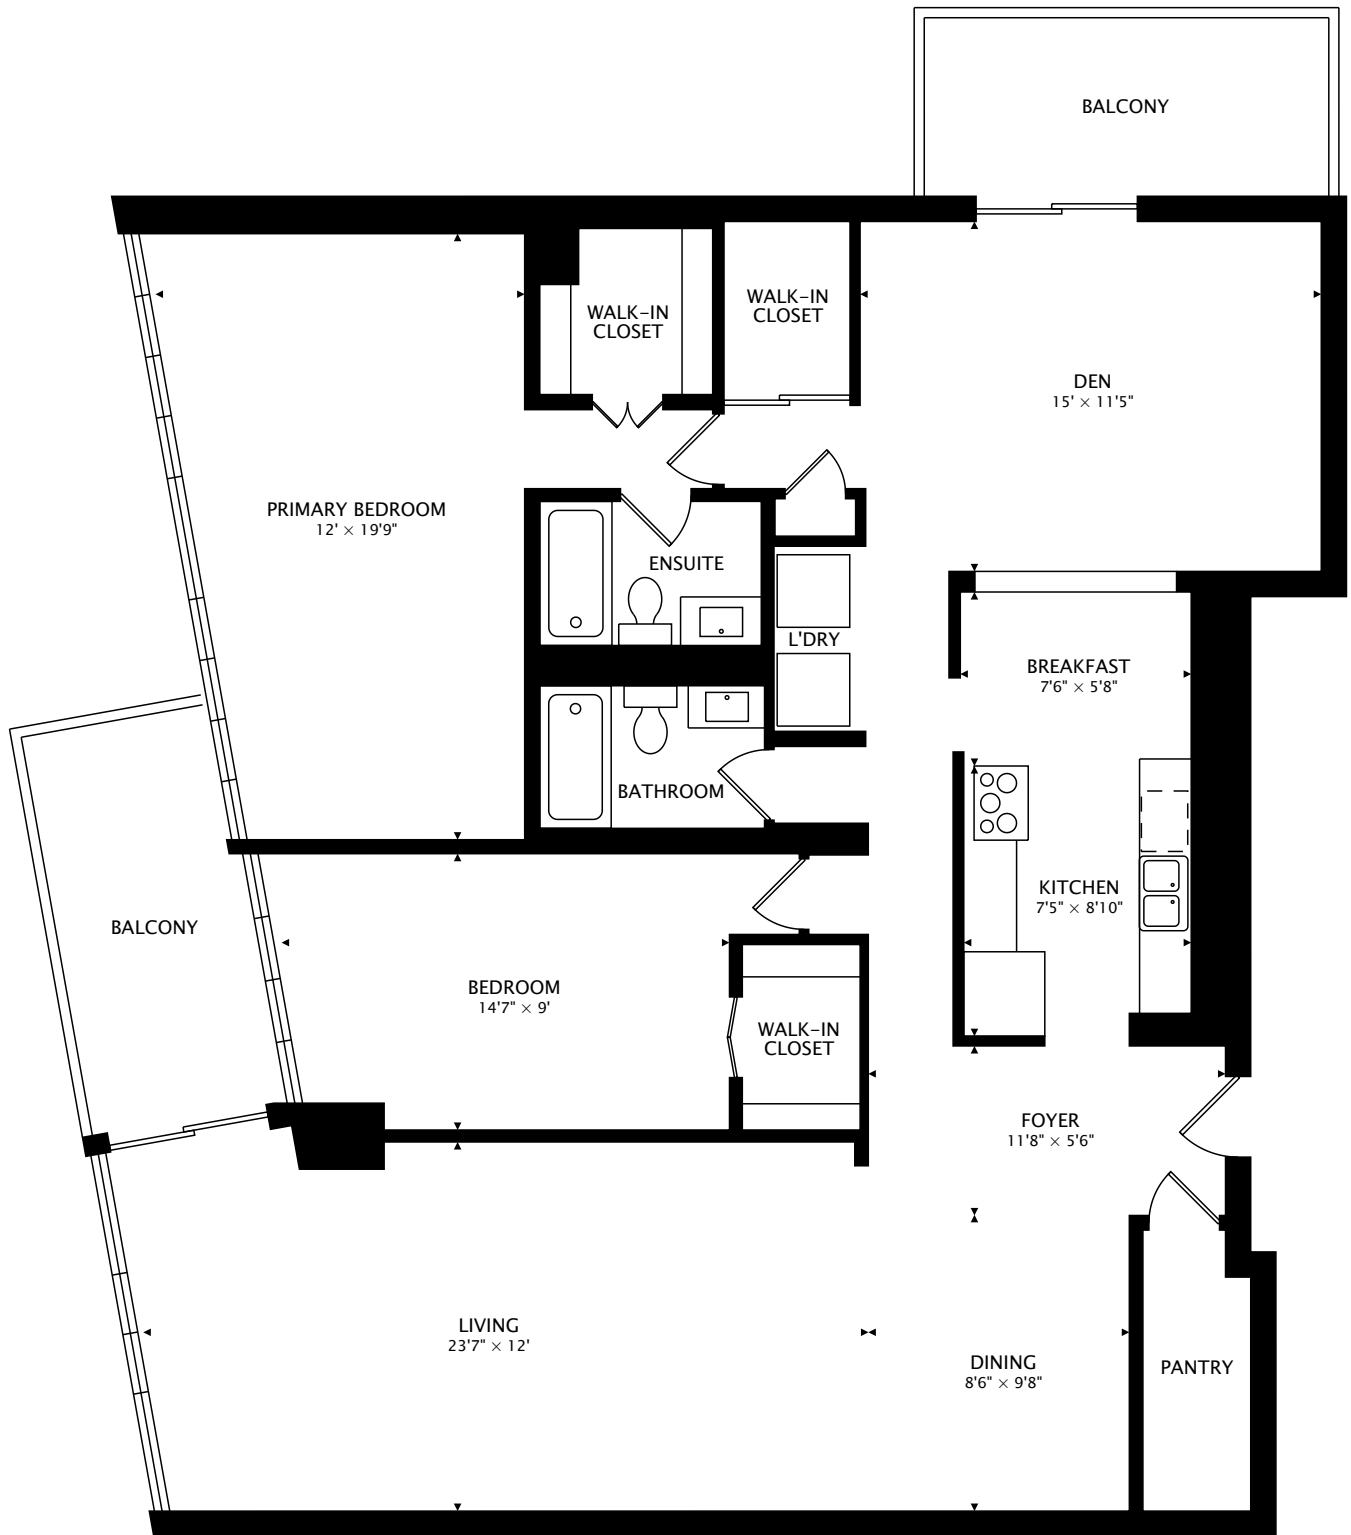 BALCONY
WALK-IN
CLOSET
WALK-IN
CLOSET
DEN
15' × 11'5"
PRIMARY BEDROOM
12' × 19'9"
ENSUITE
L'DRY
BREAKFAST
7'6" × 5'8"
BATHROOM
KITCHEN
7'5" × 8'10"
BALCONY
BEDROOM
14'7" × 9'
WALK-IN
CLOSET
FOYER
11'8" × 5'6"
LIVING
23'7" × 12'
DINING
8'6" × 9'8"
PANTRY